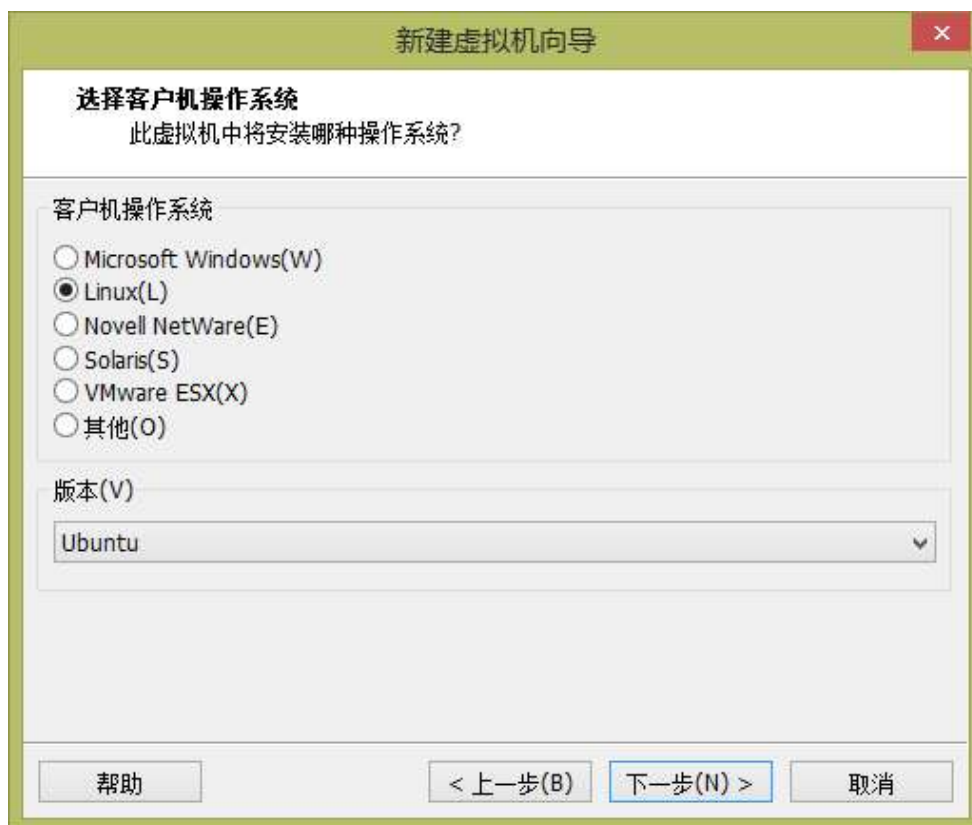 新建虚拟机向导
选择客户机操作系统
此虚拟机中将安装哪种操作系统?
客户机操作系统
Microsoft Windows(W)
Linux(L)
Novell NetWare(E)
Solaris(S)
VMware ESX(X)
其他(O)
版本(V)
Ubuntu
帮助
< 上一步(B)
下一步(N) >
取消